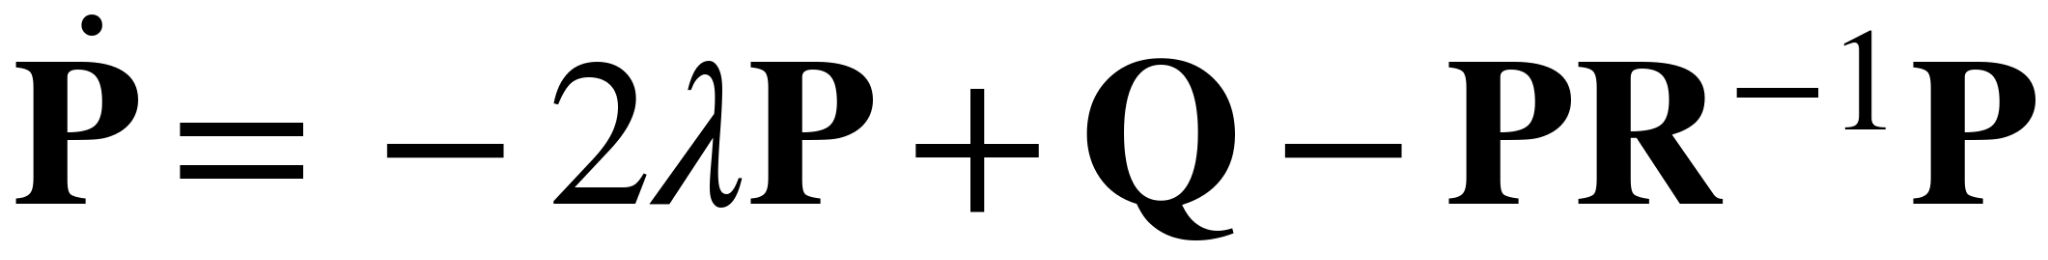 Ṗ = − 2λP + Q − PR⁻¹P